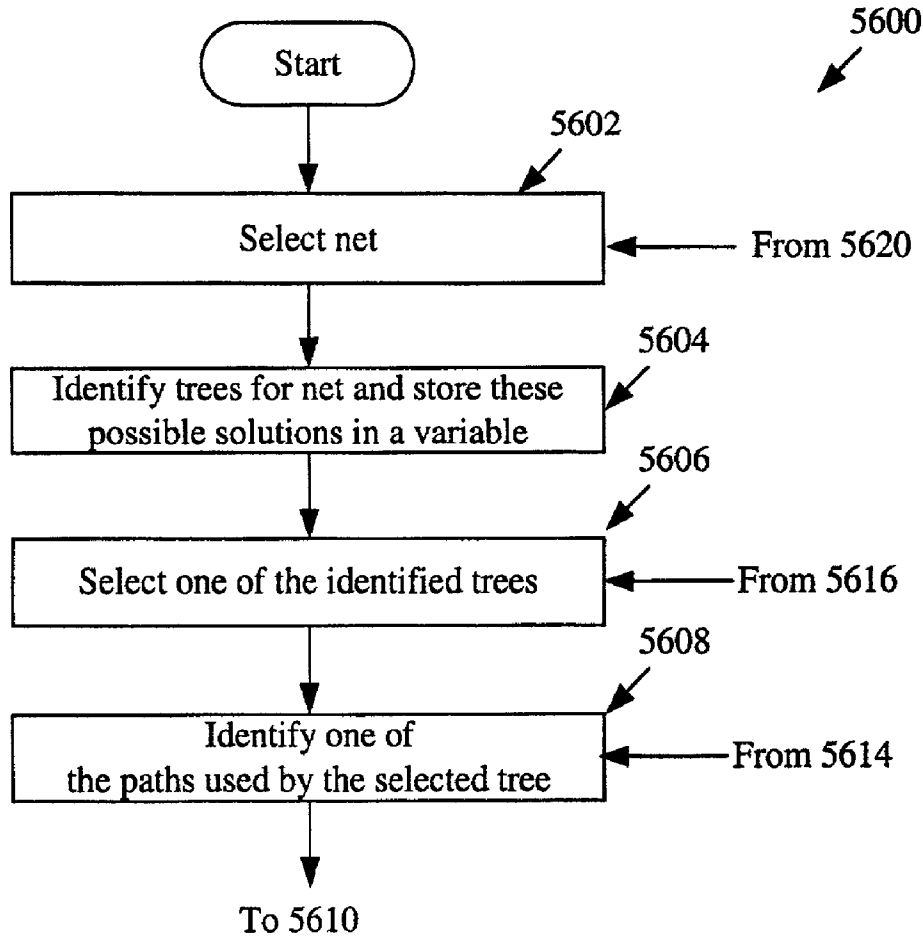 5600
Start
5602
Select net
From 5620
5604
Identify trees for net and store these
possible solutions in a variable
5606
Select one of the identified trees
From 5616
5608
Identify one of
the paths used by the selected tree
From 5614
To 5610